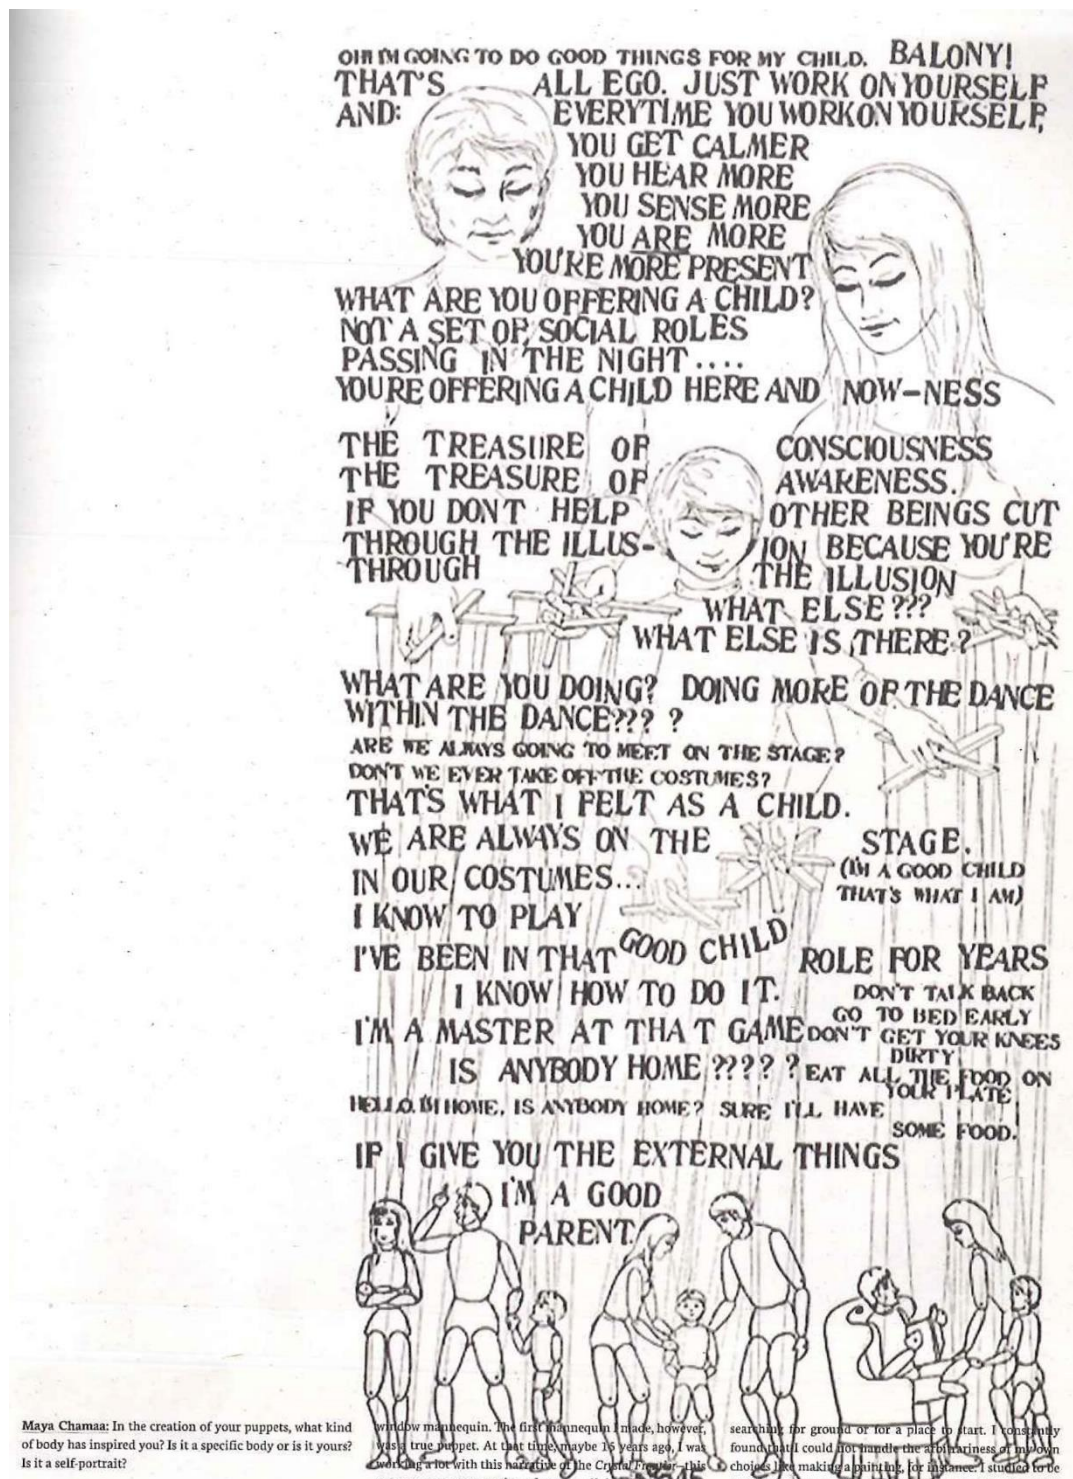 OH! I'M GOING TO DO GOOD THINGS FOR MY CHILD. BALONY!
THAT'S ALL EGO. JUST WORK ON YOURSELF
AND: EVERYTIME YOU WORK ON YOURSELF,
YOU GET CALMER
YOU HEAR MORE
YOU SENSE MORE
YOU ARE MORE
YOU'RE MORE PRESENT
WHAT ARE YOU OFFERING A CHILD?
NOT A SET OF SOCIAL ROLES
PASSING IN THE NIGHT ....
YOU'RE OFFERING A CHILD HERE AND NOW-NESS
THE TREASURE OF CONSCIOUSNESS
THE TREASURE OF AWARENESS.
IF YOU DON'T HELP OTHER BEINGS CUT
THROUGH THE ILLUS-ION BECAUSE YOU'RE
THROUGH THE ILLUSION
WHAT ELSE???
WHAT ELSE IS THERE?
WHAT ARE YOU DOING? DOING MORE OF THE DANCE
WITHIN THE DANCE??? ?
ARE WE ALWAYS GOING TO MEET ON THE STAGE?
DON'T WE EVER TAKE OFF THE COSTUMES?
THAT'S WHAT I FELT AS A CHILD.
WE ARE ALWAYS ON THE STAGE.
IN OUR COSTUMES...
(I'M A GOOD CHILD
THAT'S WHAT I AM)
I KNOW TO PLAY
I'VE BEEN IN THAT GOOD CHILD ROLE FOR YEARS
I KNOW HOW TO DO IT.
DON'T TALK BACK
GO TO BED EARLY
I'M A MASTER AT THAT GAME
DON'T GET YOUR KNEES
DIRTY
IS ANYBODY HOME ???? ?
EAT ALL THE FOOD ON
YOUR PLATE
HELLO. I'M HOME, IS ANYBODY HOME? SURE I'LL HAVE
SOME FOOD.
IF I GIVE YOU THE EXTERNAL THINGS
I'M A GOOD
PARENT.
Maya Chamaa: In the creation of your puppets, what kind
of body has inspired you? Is it a specific body or is it yours?
Is it a self-portrait?
window mannequin. The first mannequin I made, however,
was a true puppet. At that time, maybe 15 years ago, I was
working a lot with this narrative of the Crystal Frontier—this
searching for ground or for a place to start. I constantly
found that I could not handle the arbitrariness of my own
choices like making a painting, for instance. I studied to be